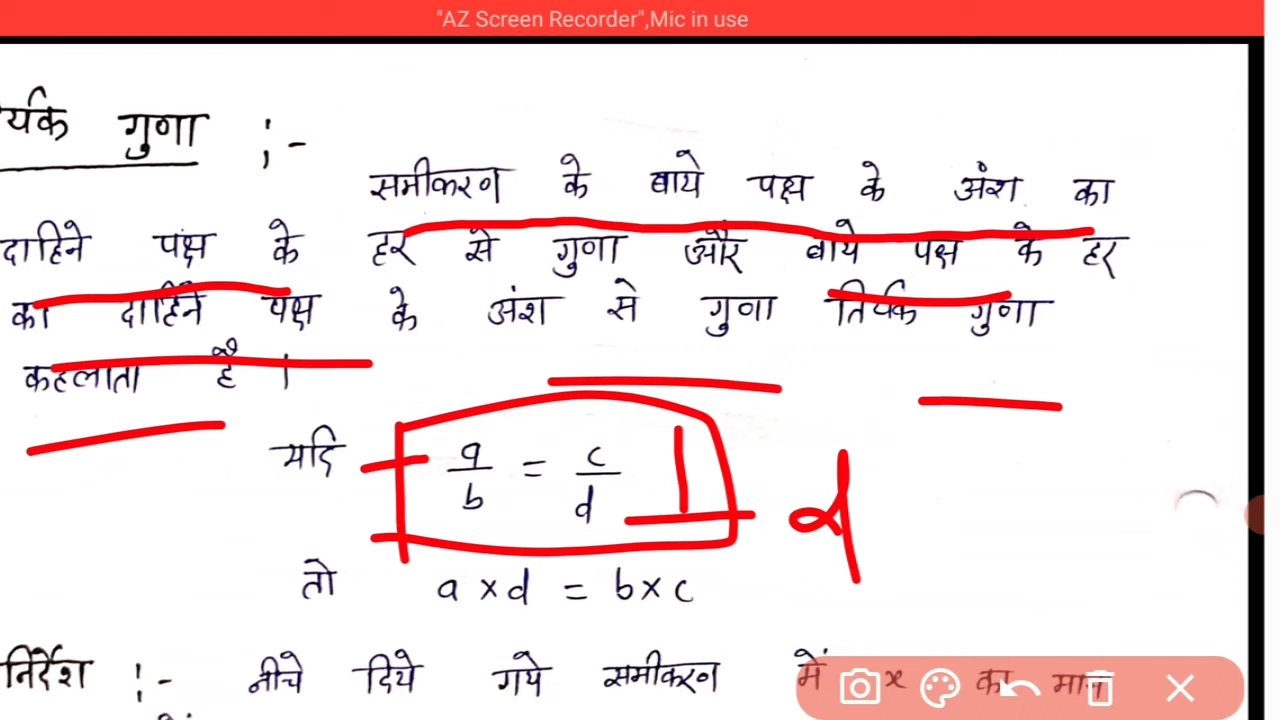 "AZ Screen Recorder",Mic in use
र्यक गुणा :-
समीकरण के बाये पक्ष के अंश का
दाहिने पक्ष के हर से गुणा और बाये पक्ष के हर
का दाहिने पक्ष के अंश से गुणा तिर्यक गुणा
कहलाता है ।
यदि a/b = c/d
तो a × d = b × c
निर्देश :- नीचे दिये गये समीकरण में x का मान